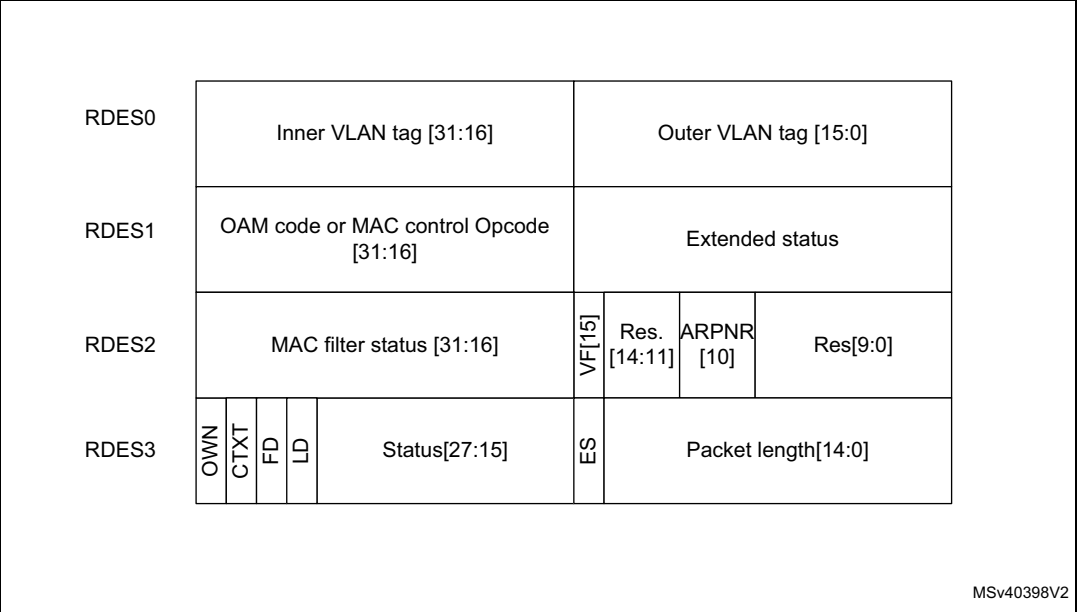 RDES0
Inner VLAN tag [31:16]
Outer VLAN tag [15:0]
RDES1
OAM code or MAC control Opcode
[31:16]
Extended status
RDES2
MAC filter status [31:16]
VF[15]
Res.
[14:11]
ARPNR
[10]
Res[9:0]
RDES3
OWN
CTXT
FD
LD
Status[27:15]
ES
Packet length[14:0]
MSv40398V2